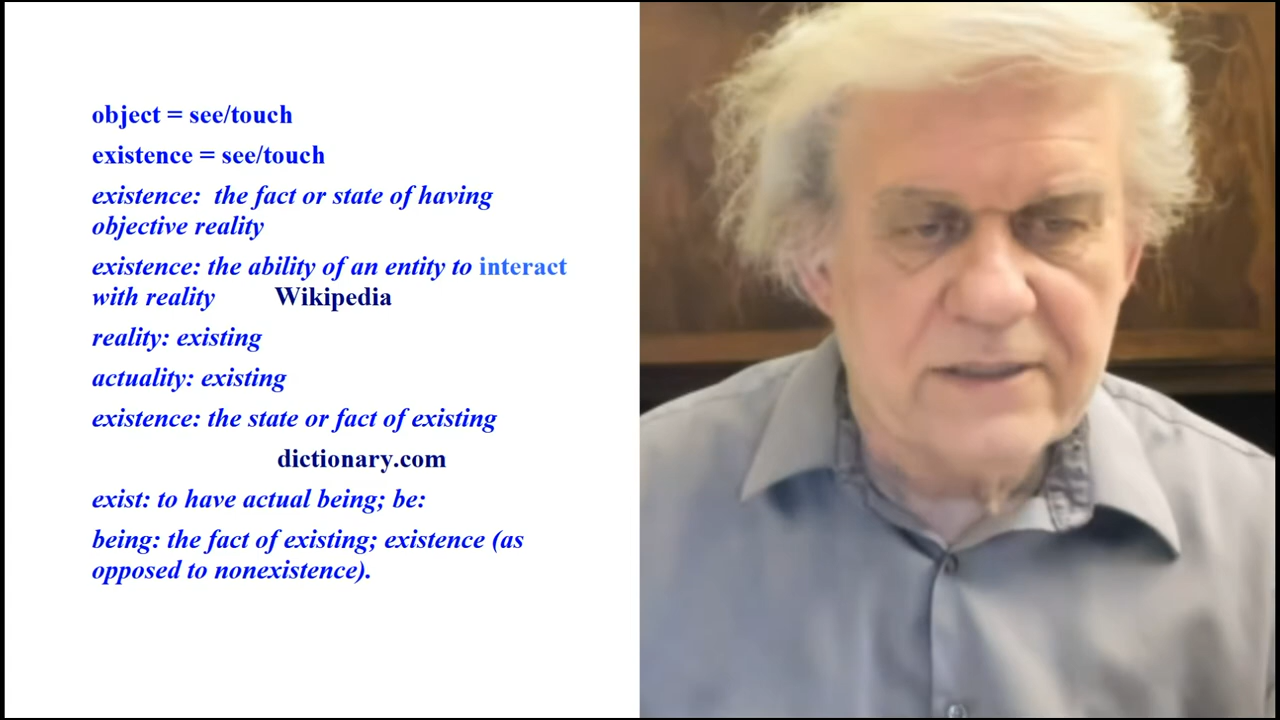 object = see/touch
existence = see/touch
existence:  the fact or state of having
objective reality
existence: the ability of an entity to interact
with reality        Wikipedia
reality: existing
actuality: existing
existence: the state or fact of existing
dictionary.com
exist: to have actual being; be:
being: the fact of existing; existence (as
opposed to nonexistence).